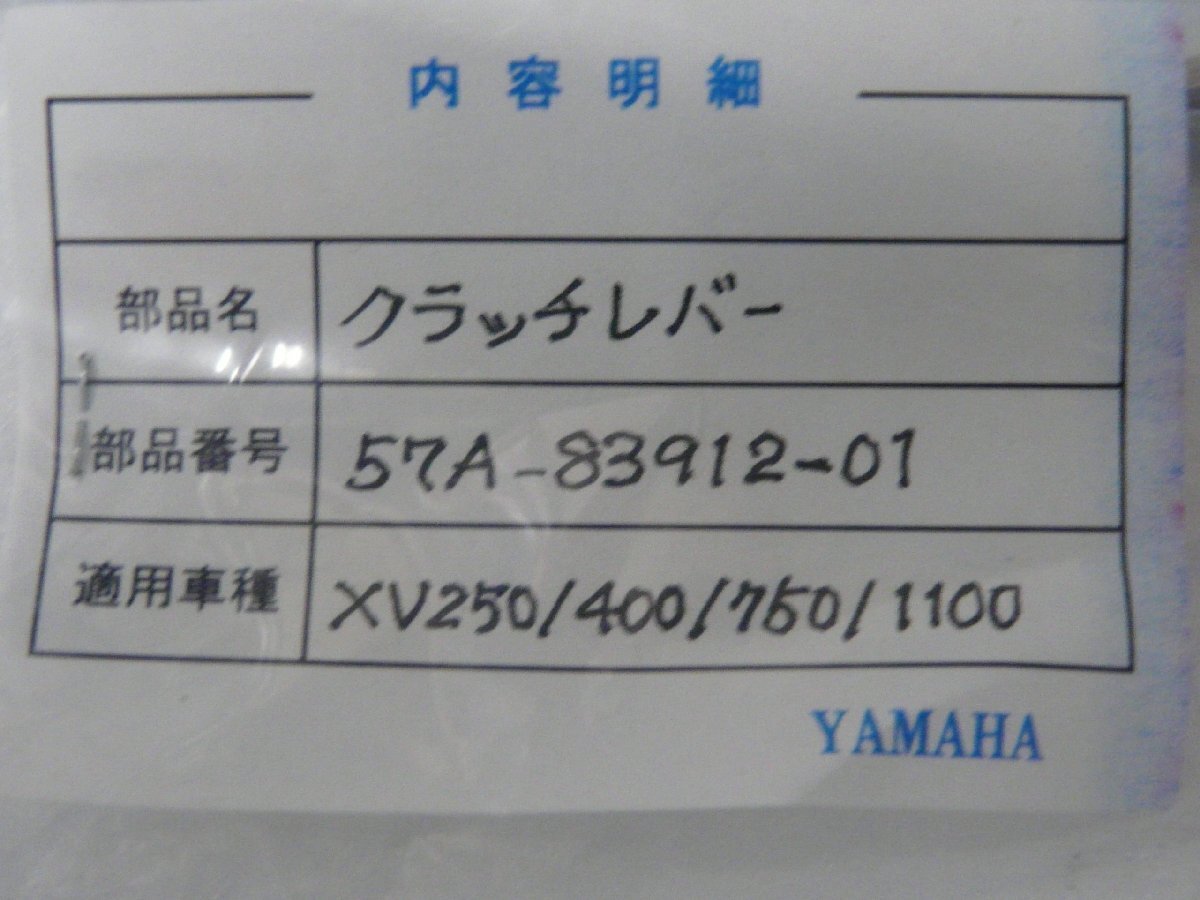 内容明細
部品名 クラッチレバー
部品番号 57A-83912-01
適用車種 XV250/400/750/1100
YAMAHA